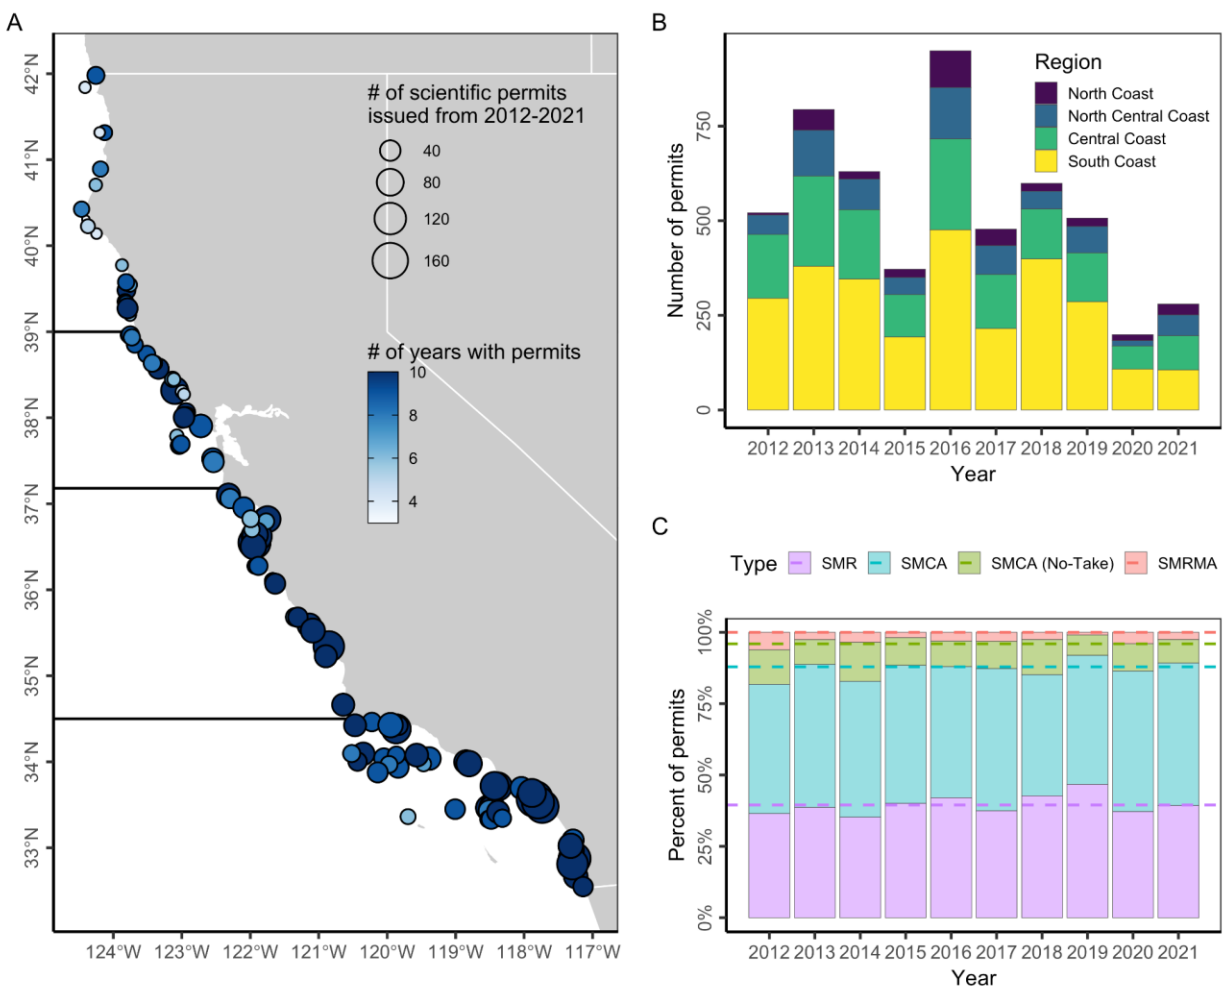 A
# of scientific permits
issued from 2012-2021
40
80
120
160
# of years with permits
10
8
6
4
42°N
41°N
40°N
39°N
38°N
37°N
36°N
35°N
34°N
33°N
124°W 123°W 122°W 121°W 120°W 119°W 118°W 117°W
B
Region
North Coast
North Central Coast
Central Coast
South Coast
Number of permits
750
500
250
0
2012 2013 2014 2015 2016 2017 2018 2019 2020 2021
Year
C
Type SMR SMCA SMCA (No-Take) SMRMA
Percent of permits
100%
75%
50%
25%
0%
2012 2013 2014 2015 2016 2017 2018 2019 2020 2021
Year